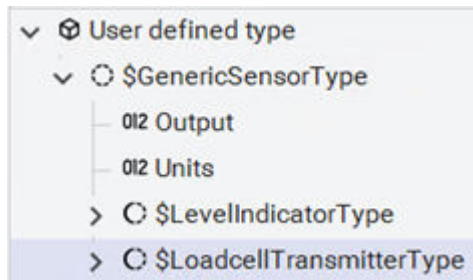 User defined type
$GenericSensorType
012 Output
012 Units
$LevelIndicatorType
$LoadcellTransmitterType